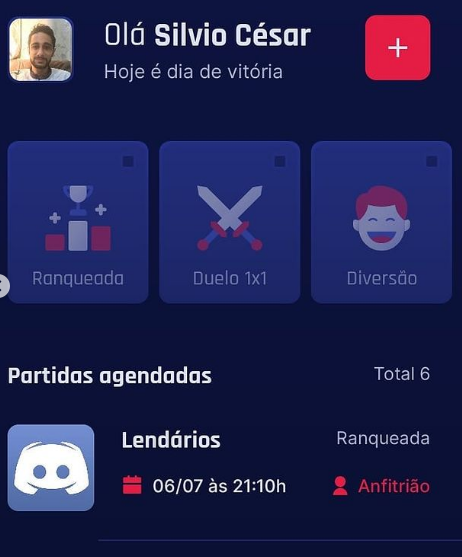 Olá Silvio César
Hoje é dia de vitória
+
Ranqueada
Duelo 1x1
Diversão
Partidas agendadas
Total 6
Lendários
Ranqueada
06/07 às 21:10h
Anfitrião